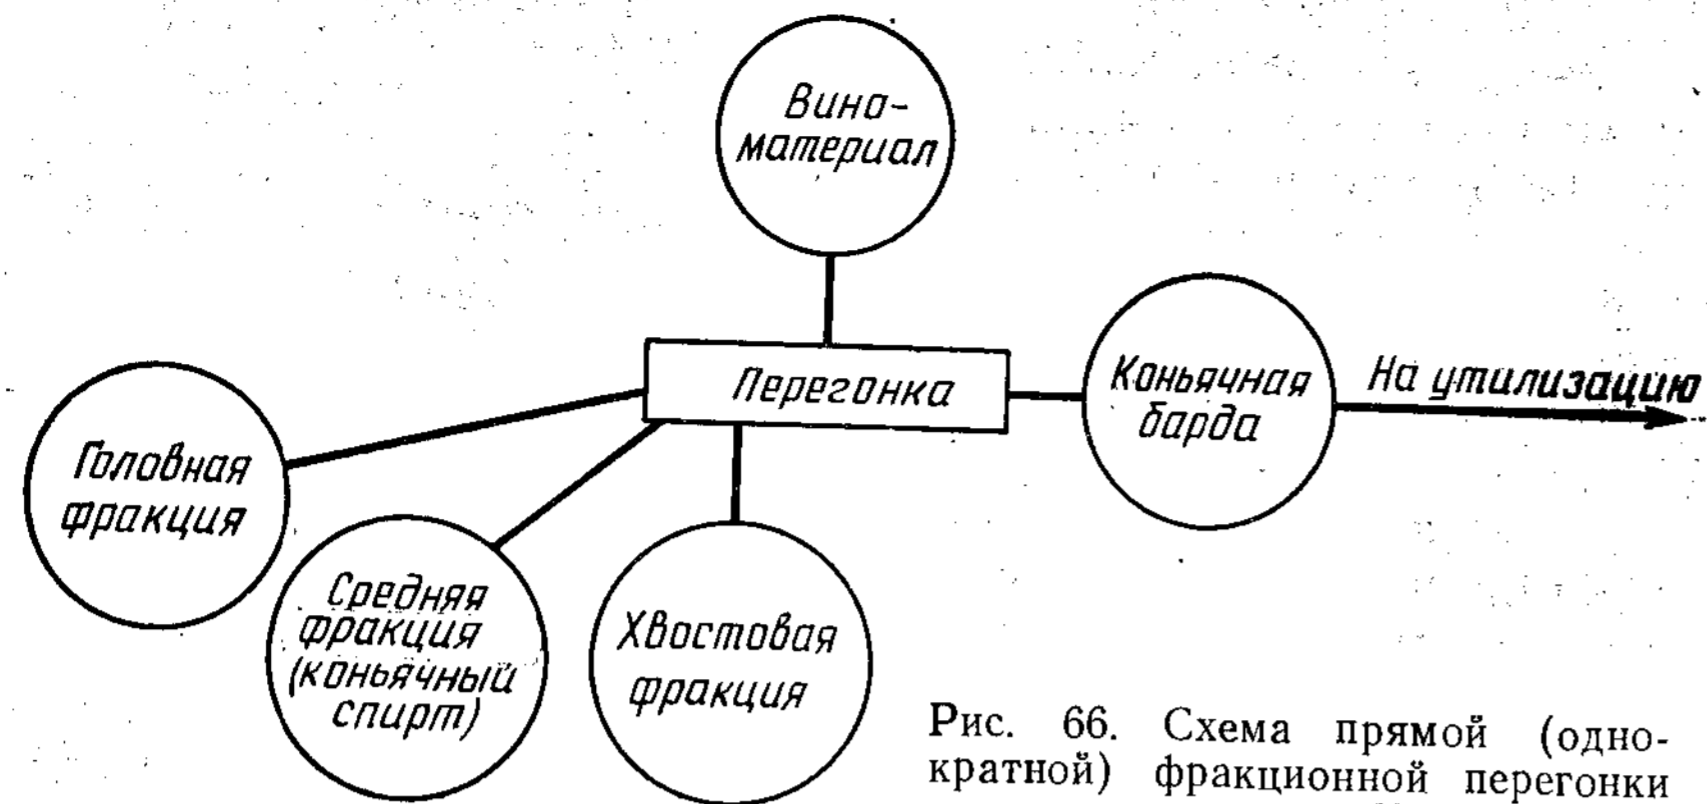 Вино-
материал
Перегонка
Коньячная
барда
На утилизацию
Головная
фракция
Средняя
фракция
(коньячный
спирт)
Хвостовая
фракция
Рис. 66. Схема прямой (одно-
кратной) фракционной перегонки